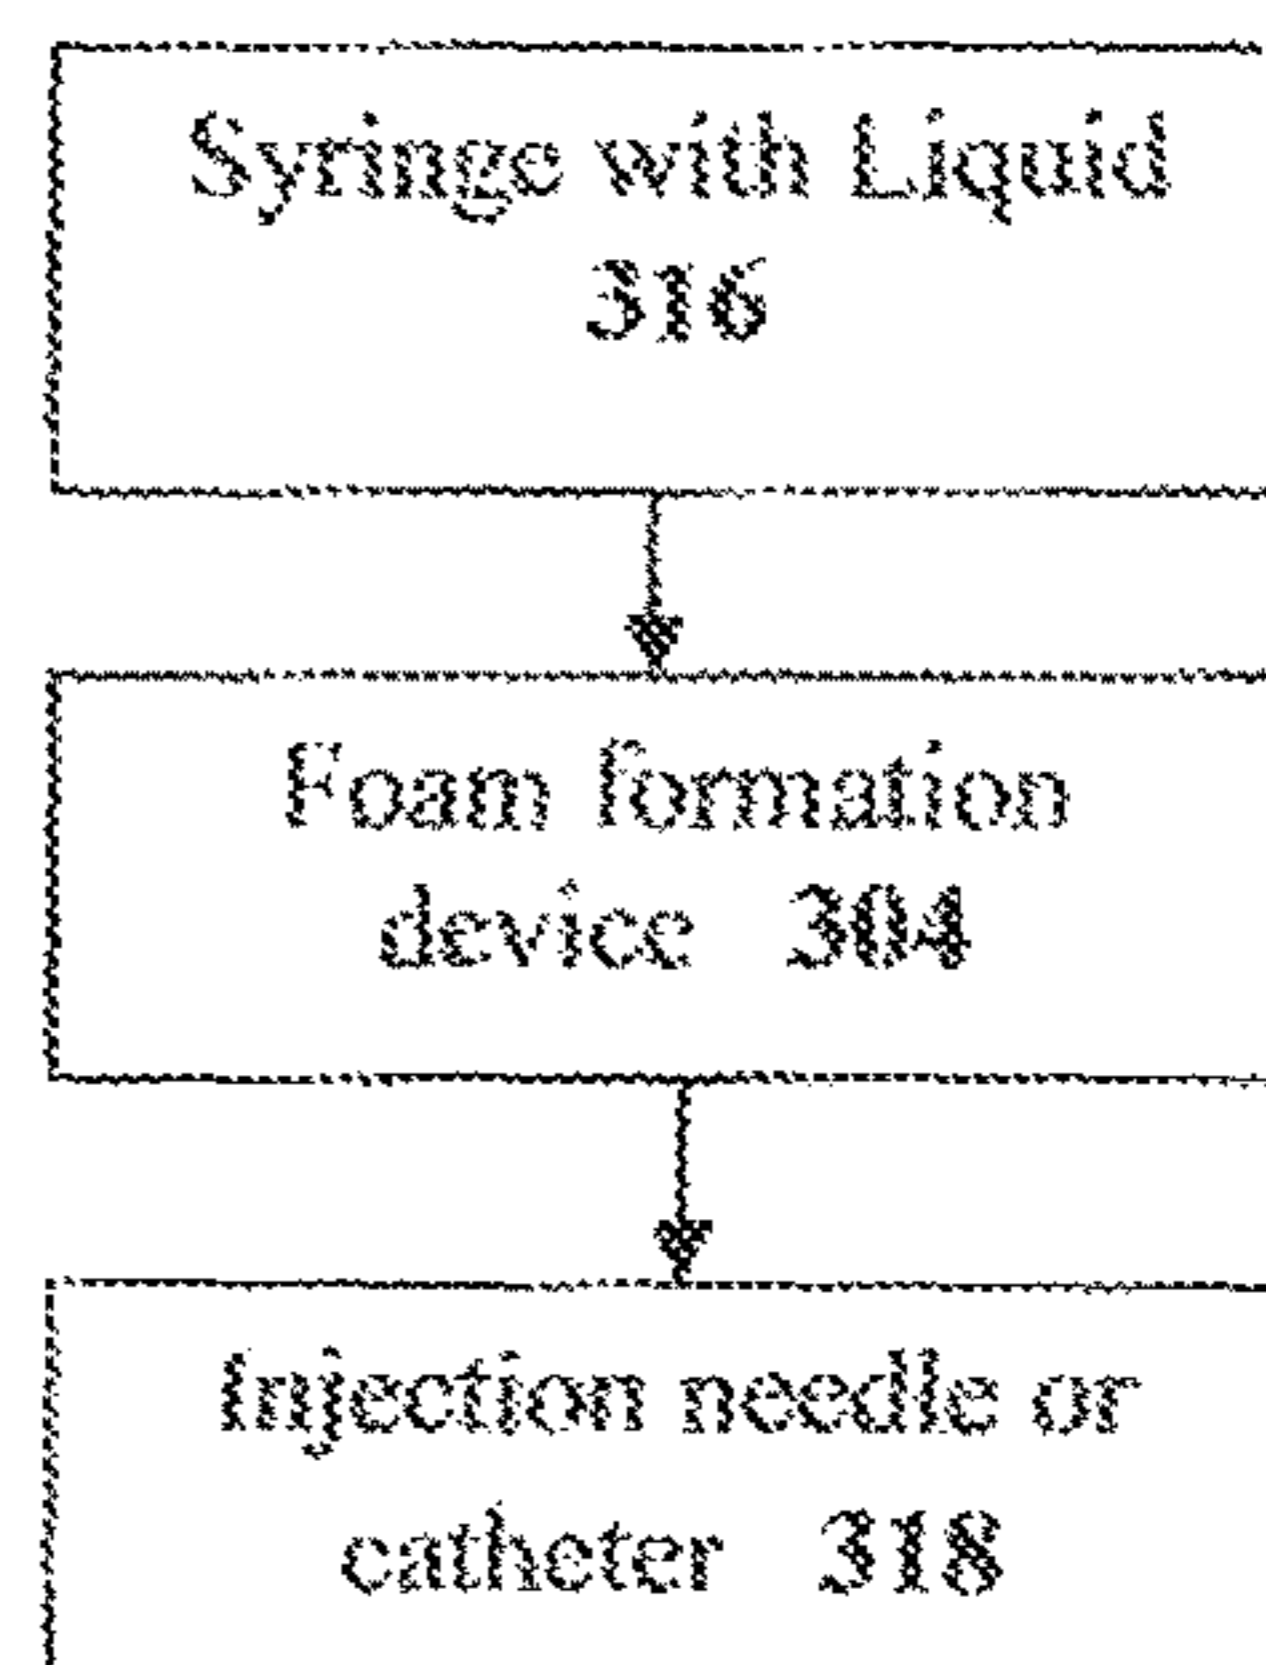 Syringe with Liquid
316
Foam formation
device 304
Injection needle or
catheter 318